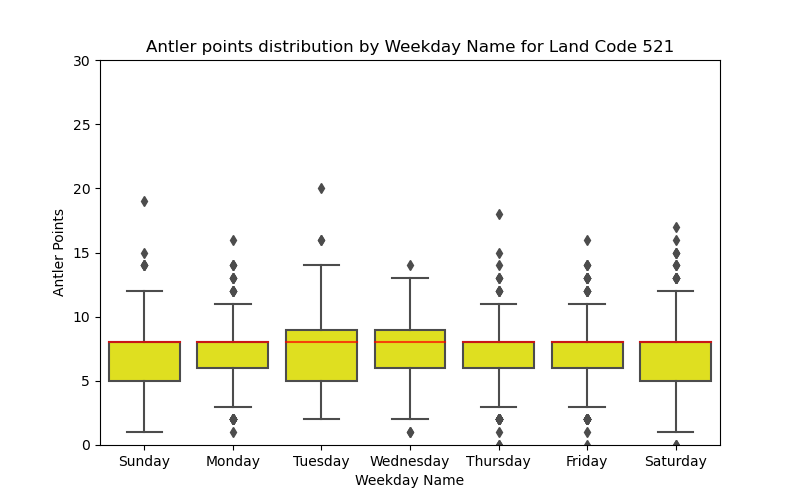 Antler points distribution by Weekday Name for Land Code 521
30
25
20
15
10
5
0
Antler Points
Sunday Monday Tuesday Wednesday Thursday Friday Saturday
Weekday Name